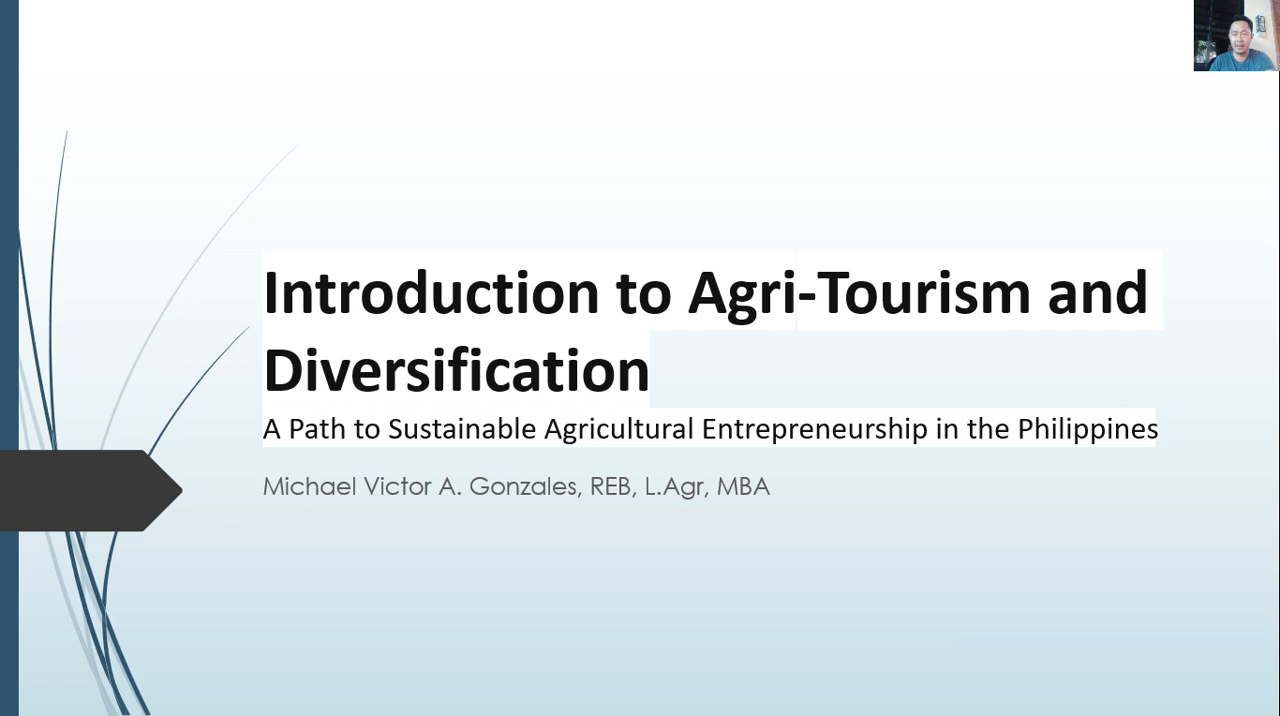 Introduction to Agri-Tourism and
Diversification
A Path to Sustainable Agricultural Entrepreneurship in the Philippines
Michael Victor A. Gonzales, REB, L.Agr, MBA